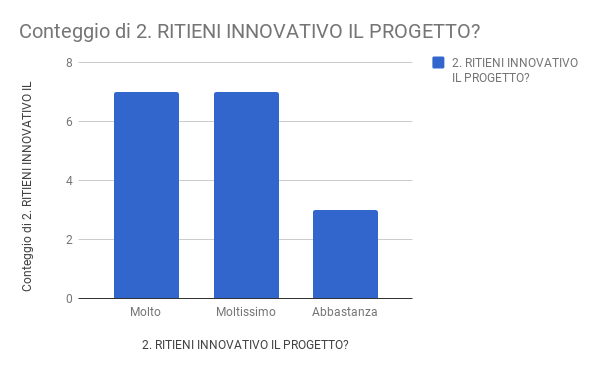 Conteggio di 2. RITIENI INNOVATIVO IL PROGETTO?
2. RITIENI INNOVATIVO
IL PROGETTO?
Conteggio di 2. RITIENI INNOVATIVO IL
8
6
4
2
0
Molto
Moltissimo
Abbastanza
2. RITIENI INNOVATIVO IL PROGETTO?